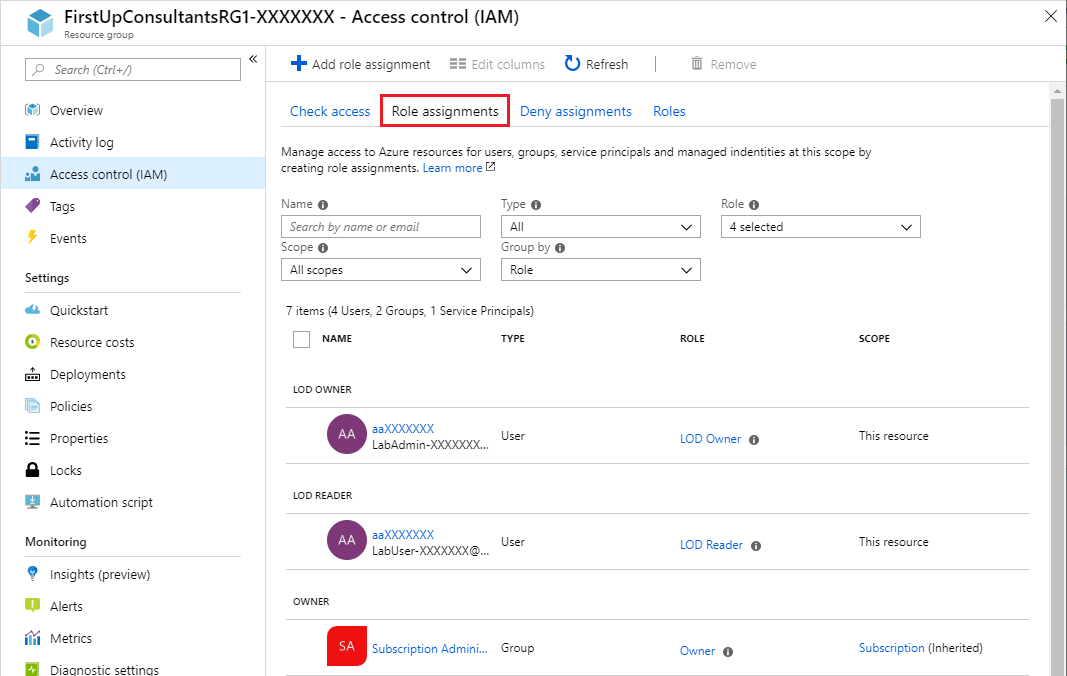 FirstUpConsultantsRG1-XXXXXXX - Access control (IAM)
Resource group
Search (Ctrl+/)
«
Overview
Activity log
Access control (IAM)
Tags
Events
Settings
Quickstart
Resource costs
Deployments
Policies
Properties
Locks
Automation script
Monitoring
Insights (preview)
Alerts
Metrics
Diagnostic settings
Add role assignment Edit columns Refresh Remove
Check access Role assignments Deny assignments Roles
Manage access to Azure resources for users, groups, service principals and managed indentities at this scope by
creating role assignments. Learn more
Name Type Role
Search by name or email All 4 selected
Scope Group by
All scopes Role
7 items (4 Users, 2 Groups, 1 Service Principals)
NAME TYPE ROLE SCOPE
LOD OWNER
AA aaXXXXXXX User LOD Owner This resource
LabAdmin-XXXXXXX...
LOD READER
AA aaXXXXXXX User LOD Reader This resource
LabUser-XXXXXXX@...
OWNER
SA Subscription Admini... Group Owner Subscription (Inherited)